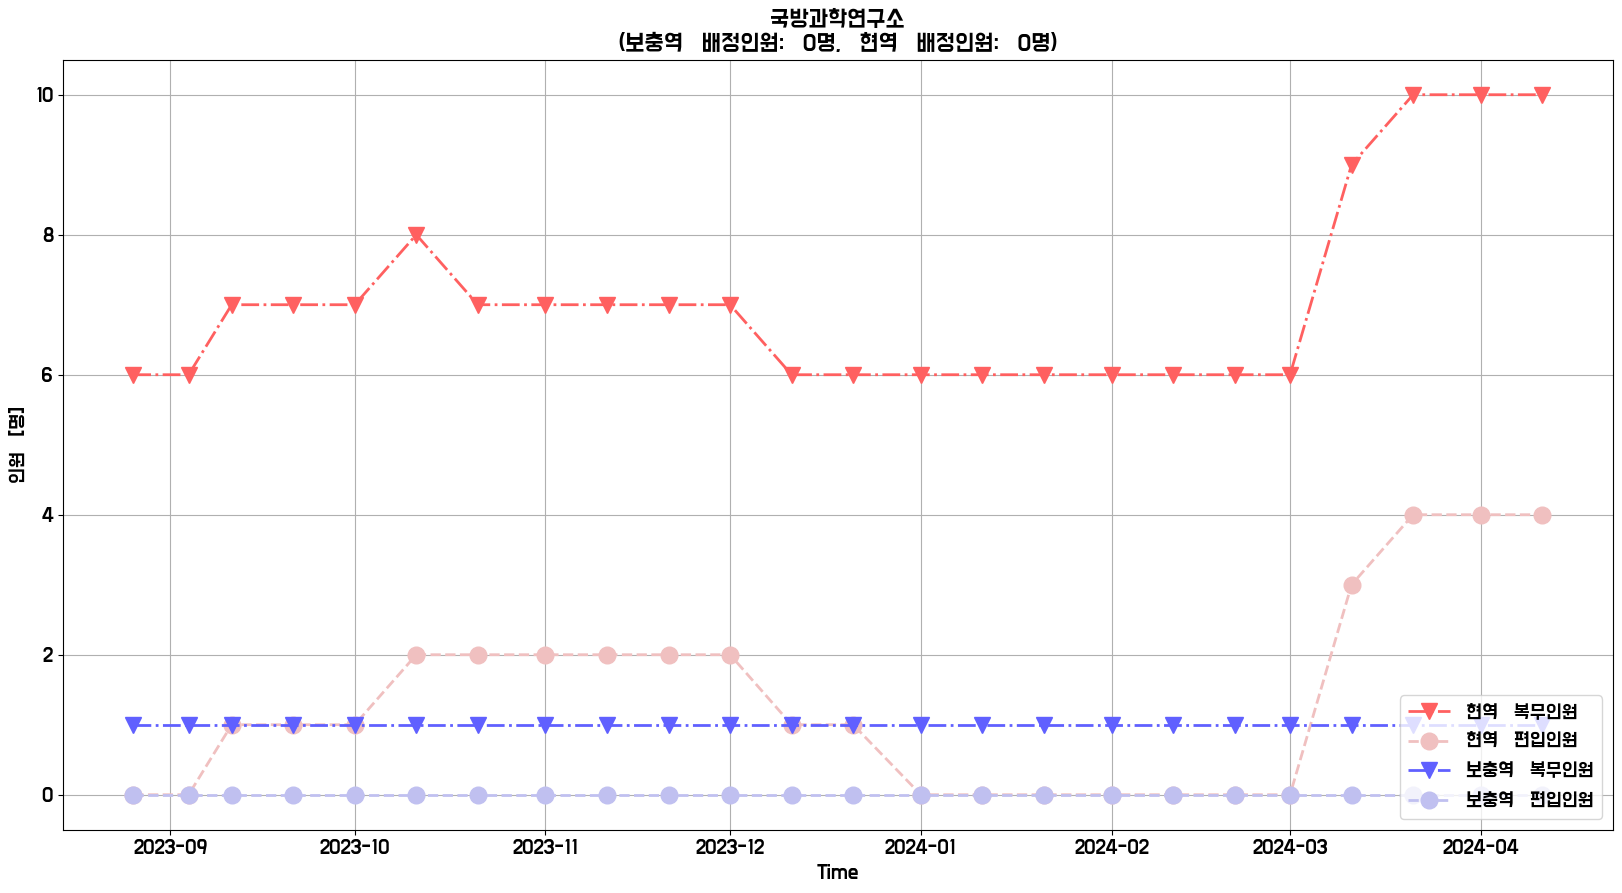 국방과학연구소
(보충역 배정인원: 0명, 현역 배정인원: 0명)
10
8
6
4
2
0
인원 [명]
2023-09 2023-10 2023-11 2023-12 2024-01 2024-02 2024-03 2024-04
Time
현역 복무인원
현역 편입인원
보충역 복무인원
보충역 편입인원